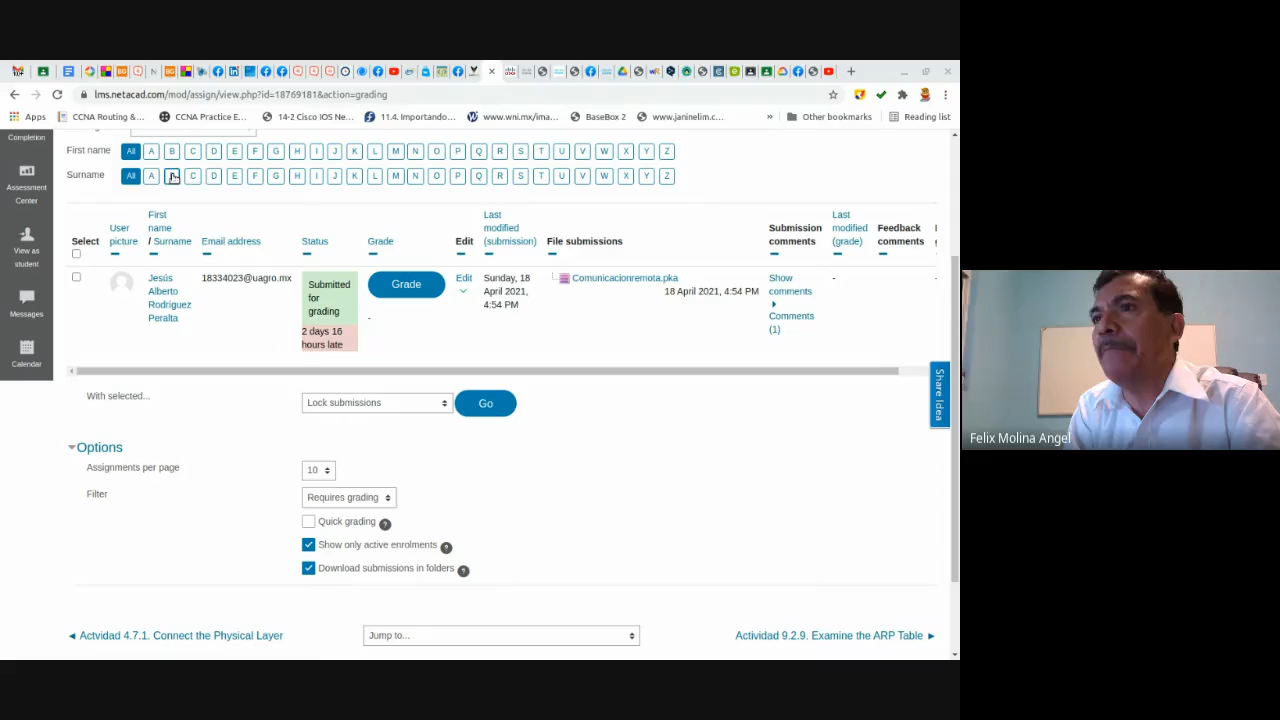 lms.netacad.com/mod/assign/view.php?id=18769181&action=grading
Apps CCNA Routing &... CCNA Practice E... 14-2 Cisco IOS Ne... 11.4. Importando... www.wni.mx/ima... BaseBox 2 www.janinelim.c... » Other bookmarks Reading list
Completion
Assessment
Center
View as
student
Messages
Calendar
First name All A B C D E F G H I J K L M N O P Q R S T U V W X Y Z
Surname All A C D E F G H I J K L M N O P Q R S T U V W X Y Z
Select
User
picture
First
name
/ Surname
Email address
Status
Grade
Edit
Last
modified
(submission)
File submissions
Submission
comments
Last
modified
(grade)
Feedback
comments
Jesús
Alberto
Rodriguez
Peralta
18334023@uagro.mx
Submitted
for
grading
2 days 16
hours late
Grade
-
Edit
Sunday, 18
April 2021,
4:54 PM
Comunicacionremota.pka
18 April 2021, 4:54 PM
Show
comments
Comments
(1)
-
-
Share Idea
With selected... Lock submissions Go
Options
Assignments per page 10
Filter Requires grading
Quick grading ?
Show only active enrolments ?
Download submissions in folders ?
◄ Actvidad 4.7.1. Connect the Physical Layer Jump to... Actividad 9.2.9. Examine the ARP Table ►
Felix Molina Angel